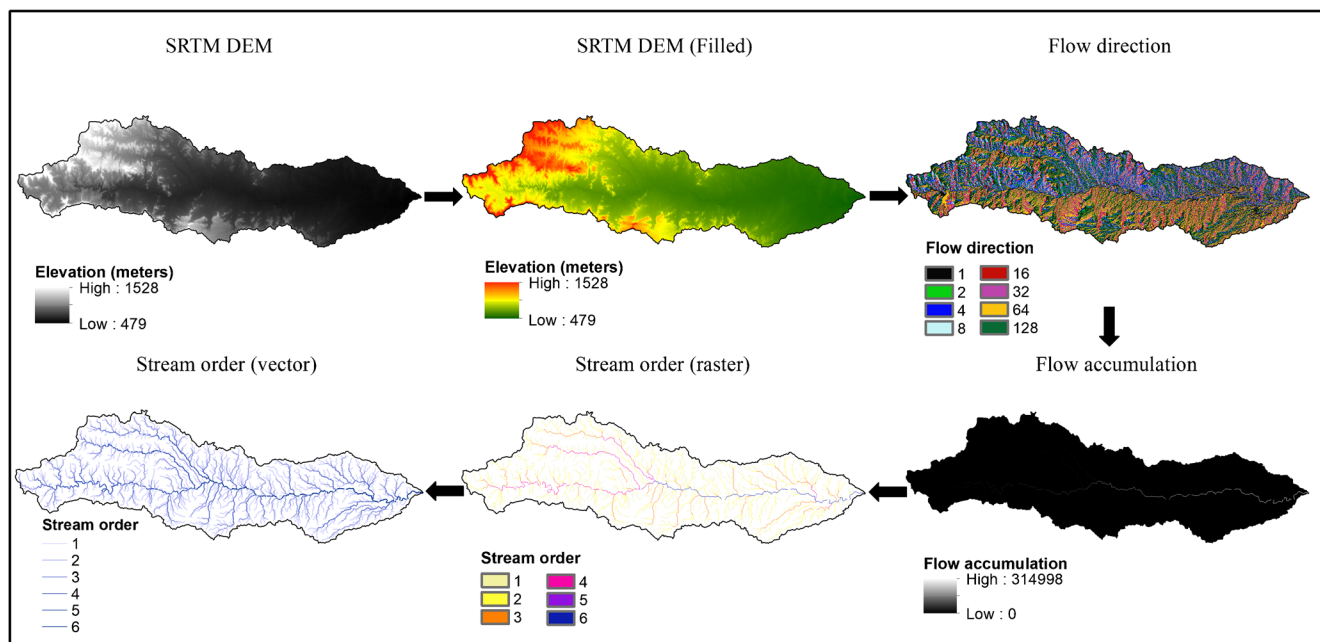 SRTM DEM
Elevation (meters)
High : 1528
Low : 479
SRTM DEM (Filled)
Elevation (meters)
High : 1528
Low : 479
Flow direction
Flow direction
1
2
4
8
16
32
64
128
Flow accumulation
Flow accumulation
High : 314998
Low : 0
Stream order (raster)
Stream order
1
2
3
4
5
6
Stream order (vector)
Stream order
1
2
3
4
5
6